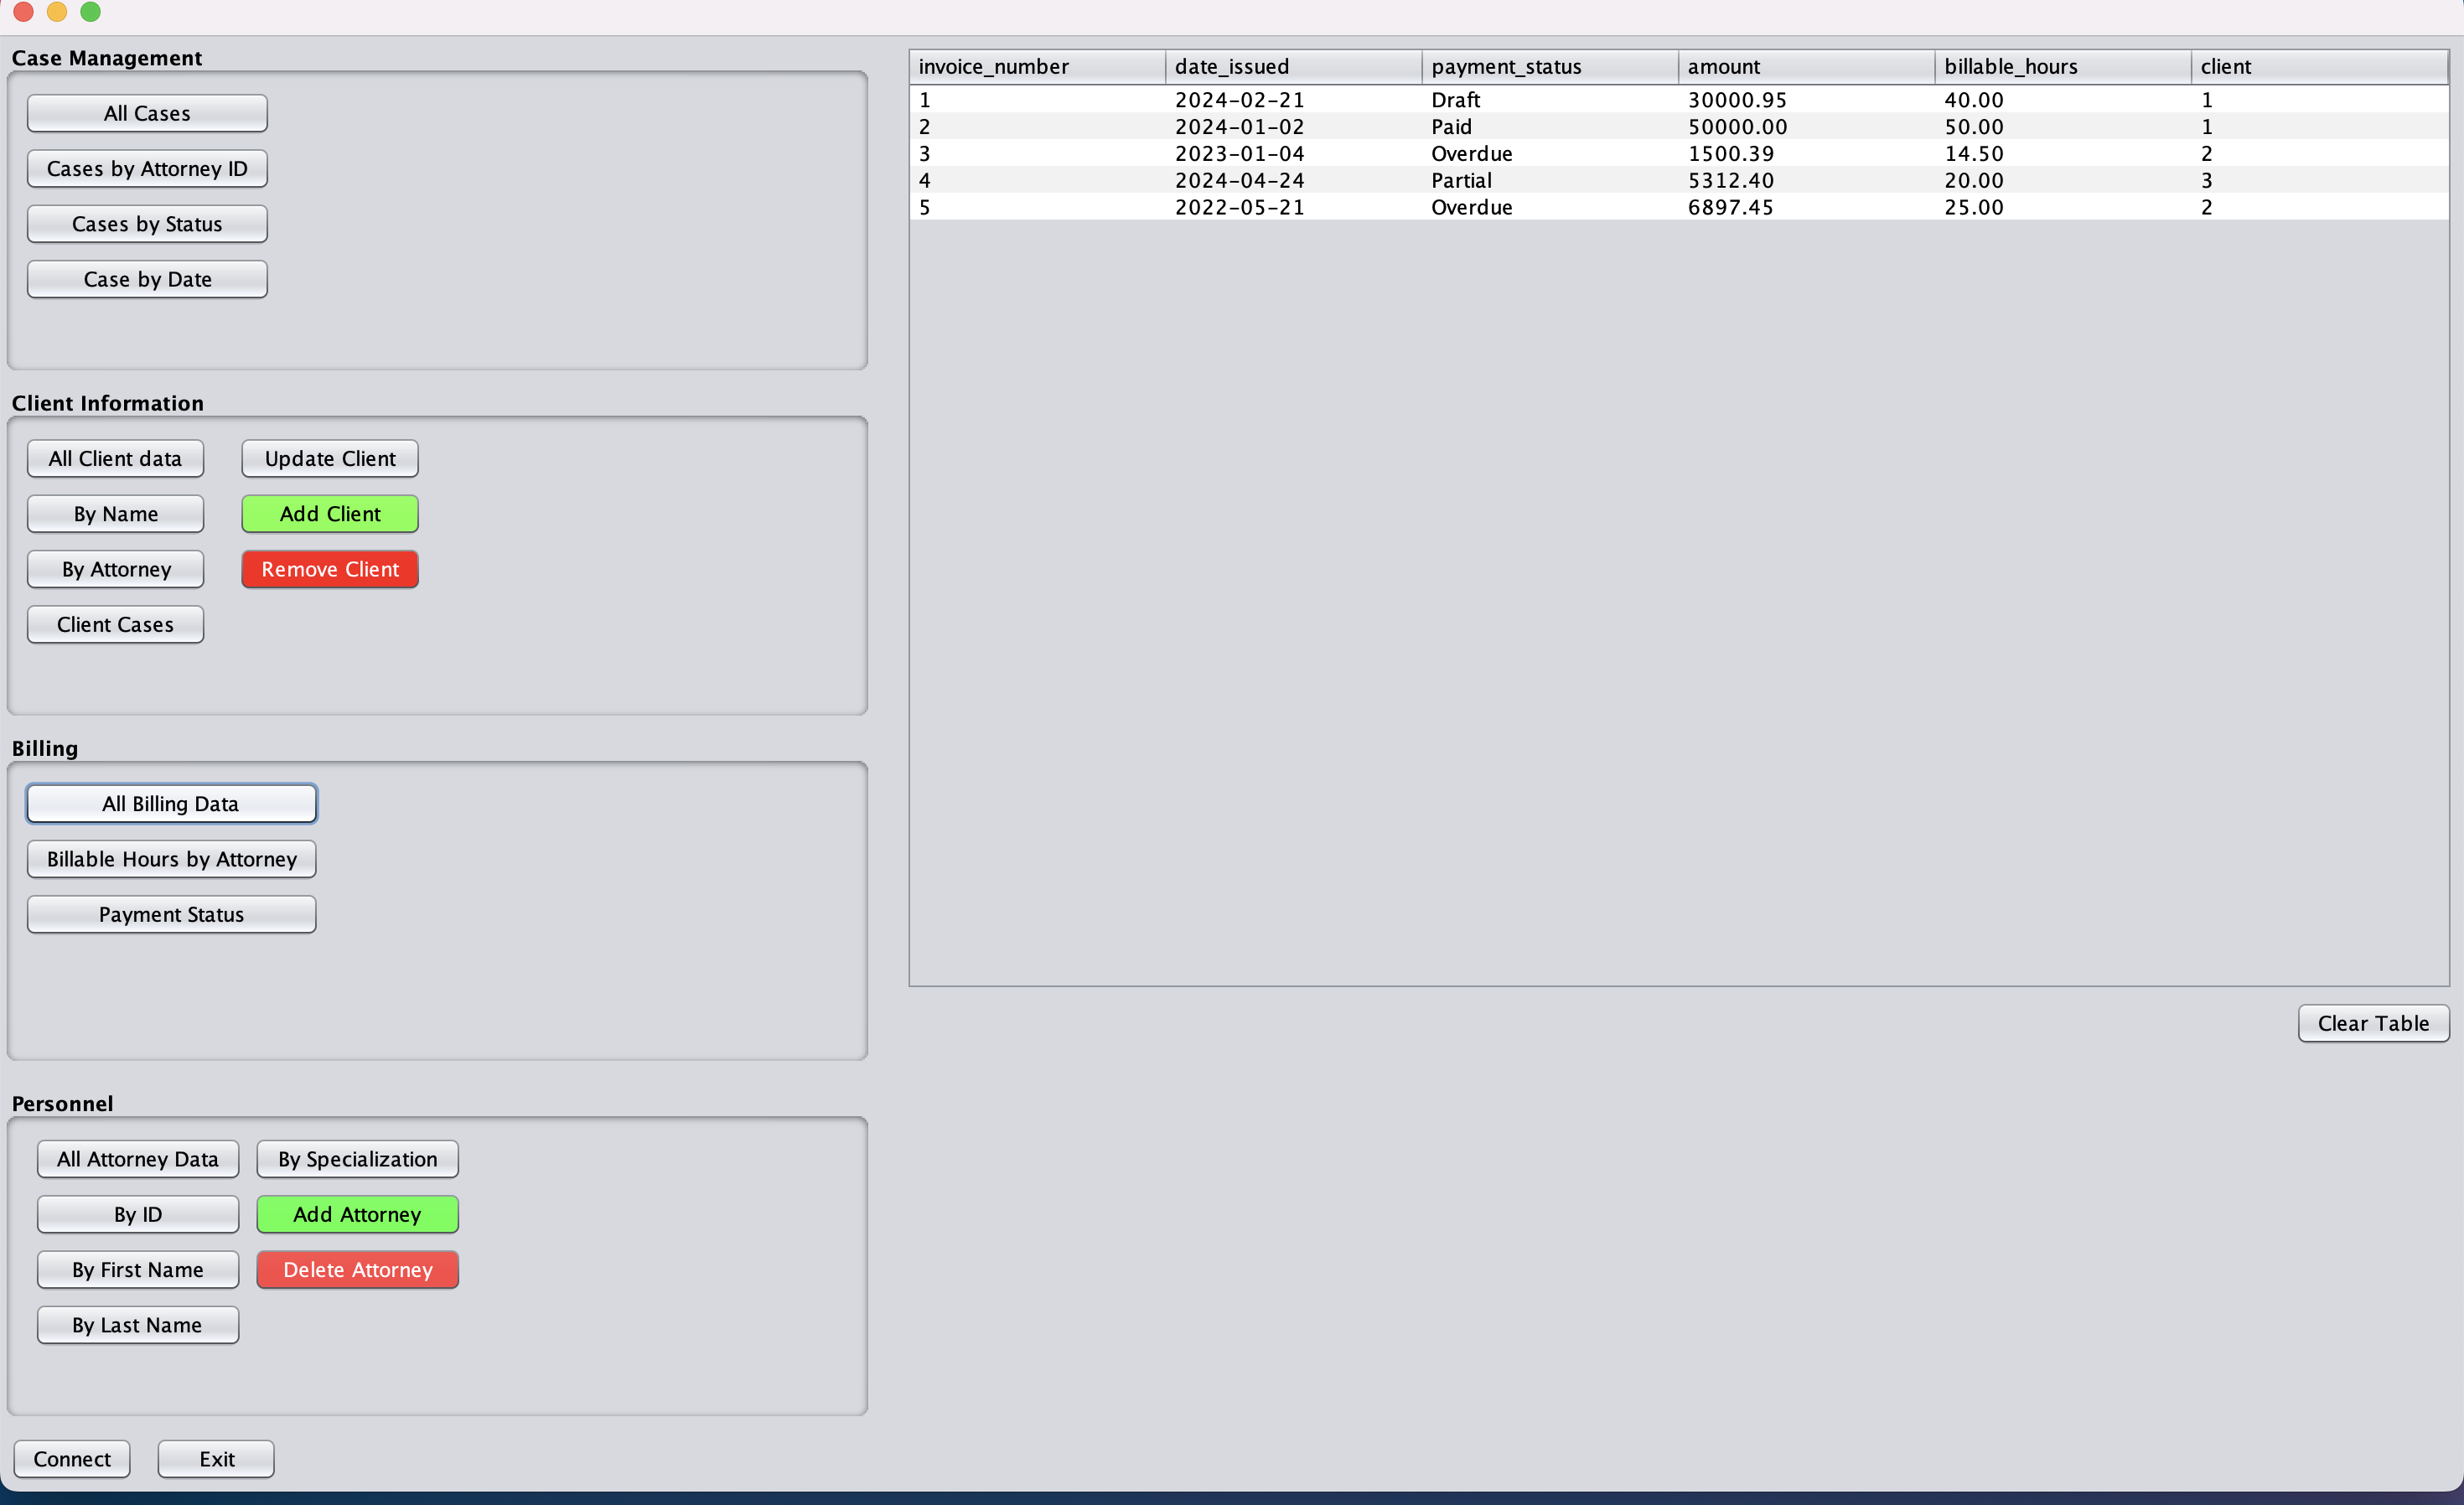 Case Management
All Cases
Cases by Attorney ID
Cases by Status
Case by Date
Client Information
All Client data Update Client
By Name Add Client
By Attorney Remove Client
Client Cases
Billing
All Billing Data
Billable Hours by Attorney
Payment Status
Personnel
All Attorney Data By Specialization
By ID Add Attorney
By First Name Delete Attorney
By Last Name
Connect Exit
invoice_number date_issued payment_status amount billable_hours client
1 2024-02-21 Draft 30000.95 40.00 1
2 2024-01-02 Paid 50000.00 50.00 1
3 2023-01-04 Overdue 1500.39 14.50 2
4 2024-04-24 Partial 5312.40 20.00 3
5 2022-05-21 Overdue 6897.45 25.00 2
Clear Table